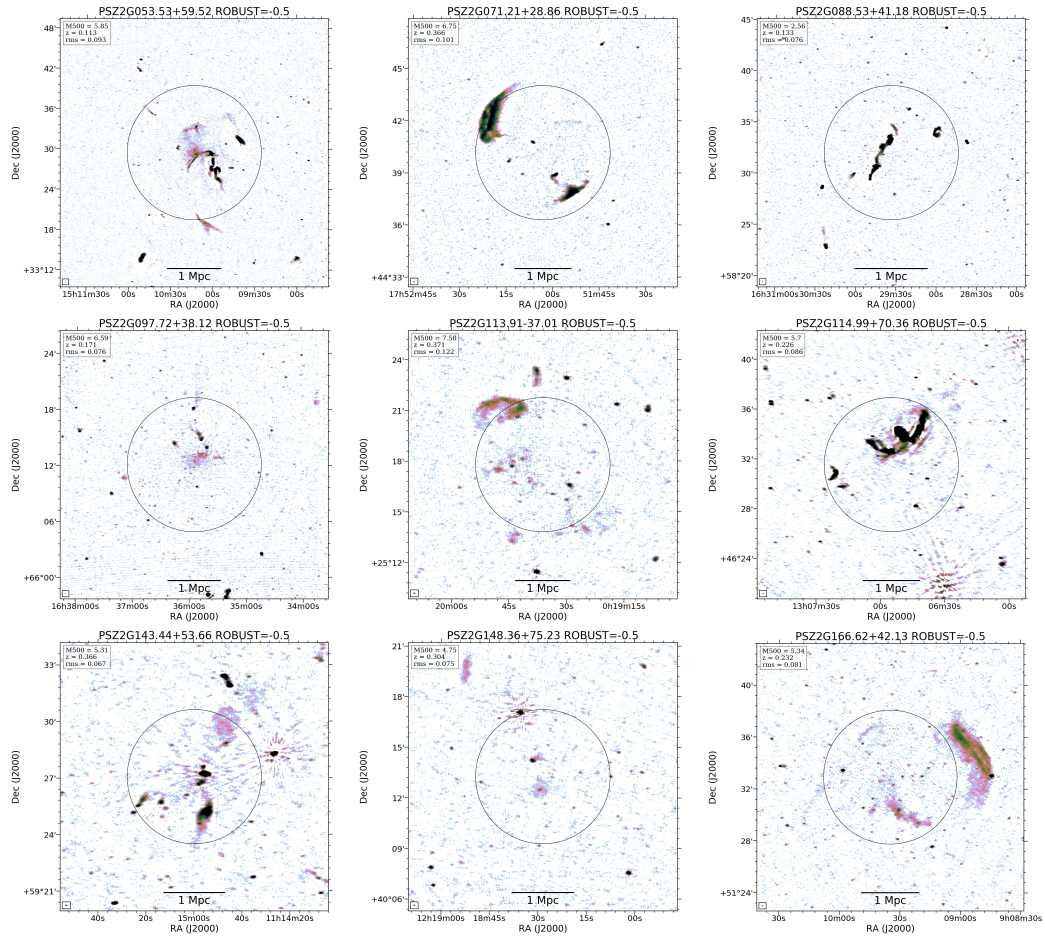 PSZ2G053.53+59.52 ROBUST=-0.5
M500 = 5.85
z = 0.113
rms = 0.093
48'
42'
36'
30'
24'
18'
+33°12'
Dec (J2000)
1 Mpc
15h11m30s 00s 10m30s 00s 09m30s 00s
RA (J2000)
PSZ2G071.21+28.86 ROBUST=-0.5
M500 = 6.75
z = 0.366
rms = 0.101
45'
42'
39'
36'
+44°33'
Dec (J2000)
1 Mpc
17h52m45s 30s 15s 00s 51m45s 30s
RA (J2000)
PSZ2G088.53+41.18 ROBUST=-0.5
M500 = 2.56
z = 0.133
rms = 0.076
45'
40'
35'
30'
25'
+58°20'
Dec (J2000)
1 Mpc
16h31m00s30m30s 00s 29m30s 00s 28m30s 00s
RA (J2000)
PSZ2G097.72+38.12 ROBUST=-0.5
M500 = 6.59
z = 0.171
rms = 0.076
24'
18'
12'
06'
+66°00'
Dec (J2000)
1 Mpc
16h38m00s 37m00s 36m00s 35m00s 34m00s
RA (J2000)
PSZ2G113.91-37.01 ROBUST=-0.5
M500 = 7.58
z = 0.371
rms = 0.122
24'
21'
18'
15'
+25°12'
Dec (J2000)
1 Mpc
20m00s 45s 30s 0h19m15s
RA (J2000)
PSZ2G114.99+70.36 ROBUST=-0.5
M500 = 5.7
z = 0.226
rms = 0.086
40'
36'
32'
28'
+46°24'
Dec (J2000)
1 Mpc
13h07m30s 00s 06m30s 00s
RA (J2000)
PSZ2G143.44+53.66 ROBUST=-0.5
M500 = 5.31
z = 0.366
rms = 0.067
33'
30'
27'
24'
+59°21'
Dec (J2000)
1 Mpc
40s 20s 15m00s 40s 11h14m20s
RA (J2000)
PSZ2G148.36+75.23 ROBUST=-0.5
M500 = 4.75
z = 0.304
rms = 0.075
21'
18'
15'
12'
09'
+40°06'
Dec (J2000)
1 Mpc
12h19m00s 18m45s 30s 15s 00s
RA (J2000)
PSZ2G166.62+42.13 ROBUST=-0.5
M500 = 5.34
z = 0.232
rms = 0.081
40'
36'
32'
28'
+51°24'
Dec (J2000)
1 Mpc
30s 10m00s 30s 09m00s 9h08m30s
RA (J2000)